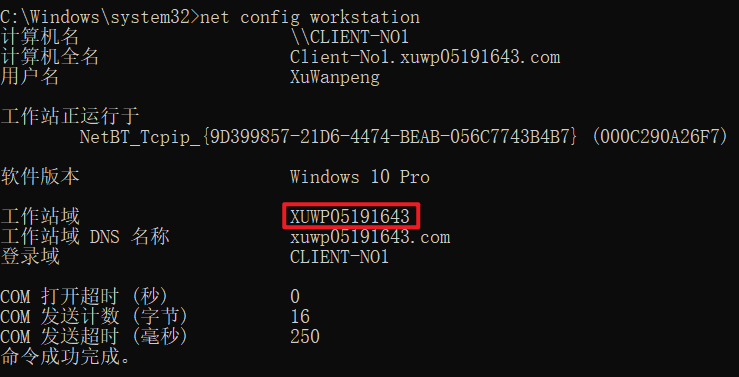 C:\Windows\system32>net config workstation
计算机名 \\CLIENT-NO1
计算机全名 Client-No1.xuwp05191643.com
用户名 XuWanpeng
工作站正运行于
NetBT_Tcpip_{9D399857-21D6-4474-BEAB-056C7743B4B7} (000C290A26F7)
软件版本 Windows 10 Pro
工作站域 XUWP05191643
工作站域 DNS 名称 xuwp05191643.com
登录域 CLIENT-NO1
COM 打开超时 (秒) 0
COM 发送计数 (字节) 16
COM 发送超时 (毫秒) 250
命令成功完成。